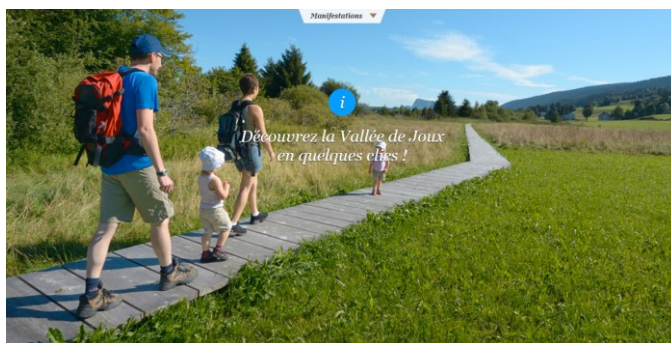 Manifestations
i
Découvrez la Vallée de Joux
en quelques clics !